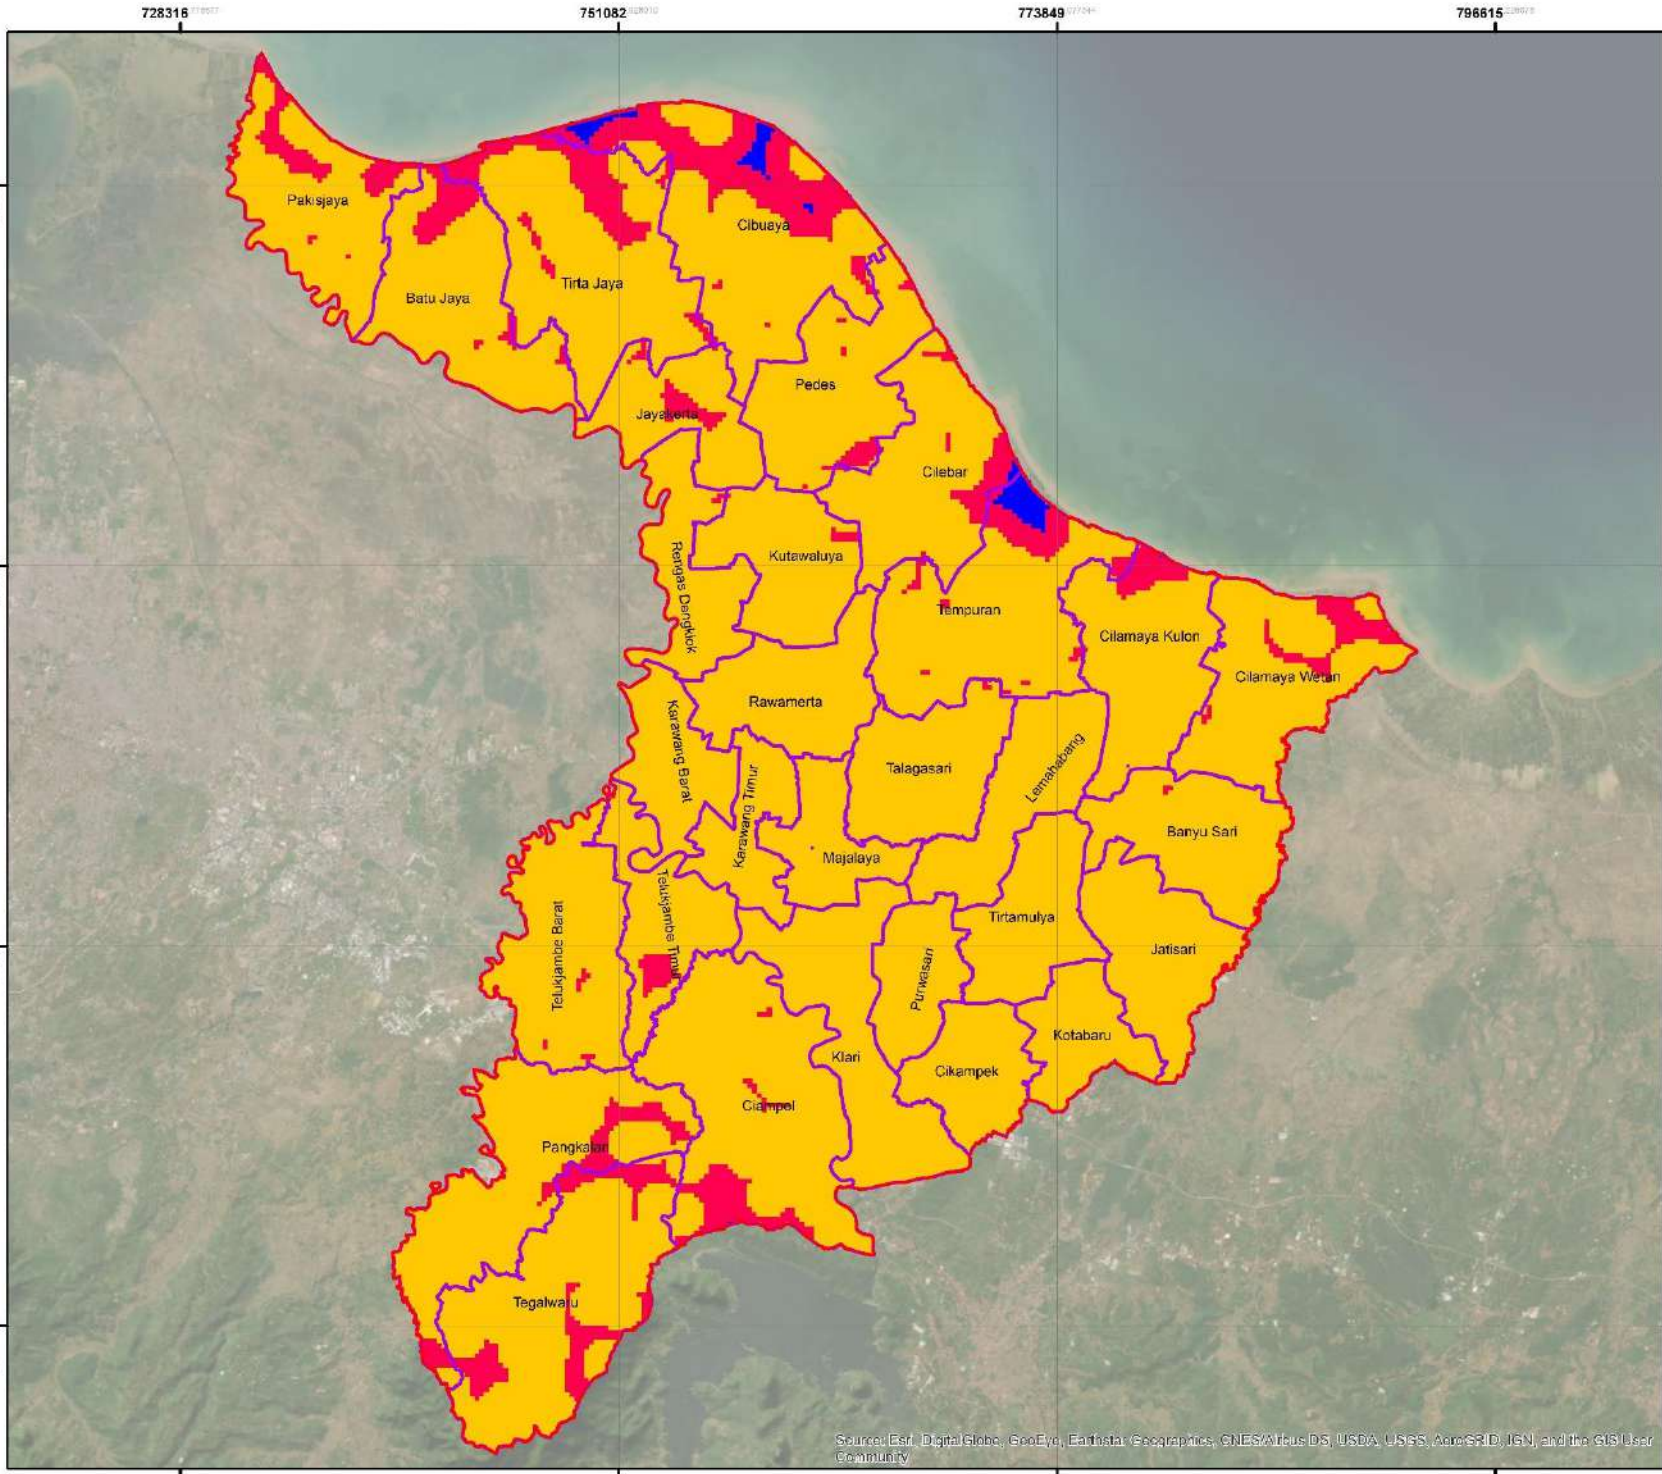 728316
751082
773849
796615
Pakisjaya
Cibuaya
Tirta Jaya
Batu Jaya
Pedes
Jayakerta
Cilebar
Kutawaluya
Rengas Dengklok
Tempuran
Cilamaya Kulon
Cilamaya Wetan
Rawamerta
Karawang Barat
Talagasari
Lemahabang
Karawang Timur
Banyu Sari
Majalaya
Telukjambe Timur
Tirtamulya
Telukjambe Barat
Jatisari
Purwasari
Kotabaru
Klari
Cikampek
Ciampel
Pangkalan
Tegalwaru
Source: Esri, DigitalGlobe, GeoEye, Earthstar Geographics, CNES/Airbus DS, USDA, USGS, AeroGRID, IGN, and the GIS User
Community